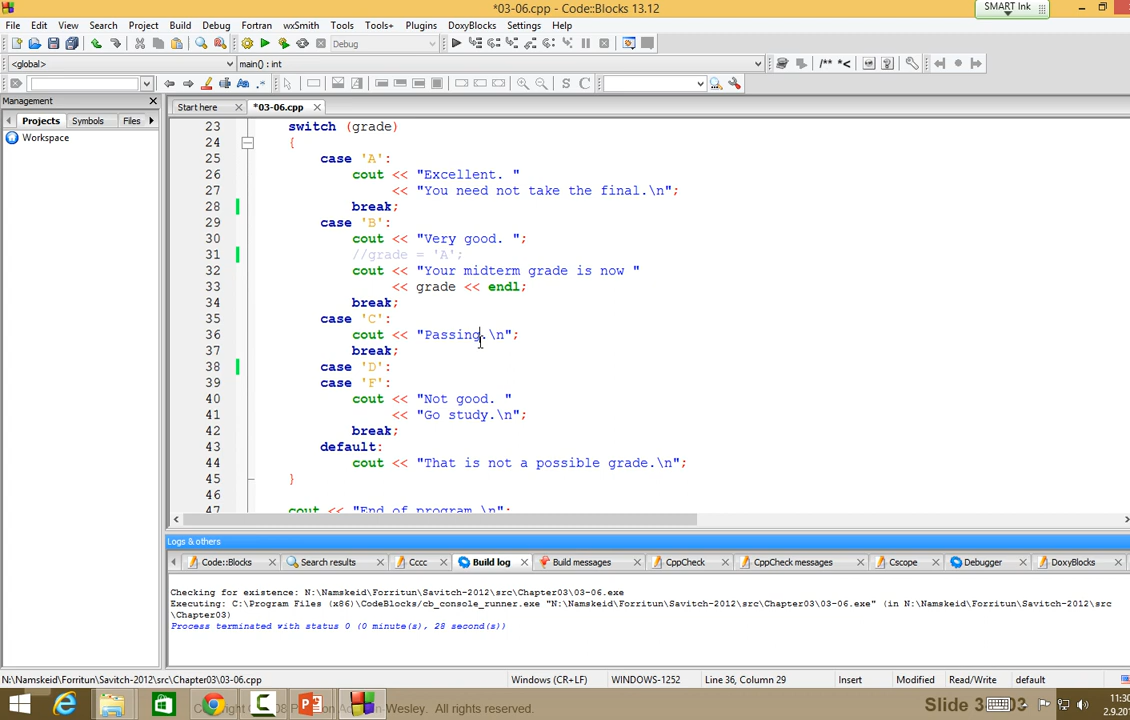 *03-06.cpp - Code::Blocks 13.12
SMART Ink
File Edit View Search Project Build Debug Fortran wxSmith Tools Tools+ Plugins DoxyBlocks Settings Help
Debug
<global> main() : int
/** *<
Aa .* S C
Management
Projects Symbols Files
Workspace
Start here *03-06.cpp
23 switch (grade)
24 {
25 case 'A':
26 cout << "Excellent. "
27 << "You need not take the final.\n";
28 break;
29 case 'B':
30 cout << "Very good. ";
31 //grade = 'A';
32 cout << "Your midterm grade is now "
33 << grade << endl;
34 break;
35 case 'C':
36 cout << "Passing.\n";
37 break;
38 case 'D':
39 case 'F':
40 cout << "Not good. "
41 << "Go study.\n";
42 break;
43 default:
44 cout << "That is not a possible grade.\n";
45 }
46
47 cout << "End of program.\n";
Logs & others
Code::Blocks Search results Cccc Build log Build messages CppCheck CppCheck messages Cscope Debugger DoxyBlocks
Checking for existence: N:\Namskeid\Forritun\Savitch-2012\src\Chapter03\03-06.exe
Executing: C:\Program Files (x86)\CodeBlocks/cb_console_runner.exe "N:\Namskeid\Forritun\Savitch-2012\src\Chapter03\03-06.exe" (in N:\Namskeid\Forritun\Savitch-2012\src
\Chapter03)
Process terminated with status 0 (0 minute(s), 28 second(s))
N:\Namskeid\Forritun\Savitch-2012\src\Chapter03\03-06.cpp Windows (CR+LF) WINDOWS-1252 Line 36, Column 29 Insert Modified Read/Write default
All rights reserved.
Slide 3
03
11:30
2.9.201